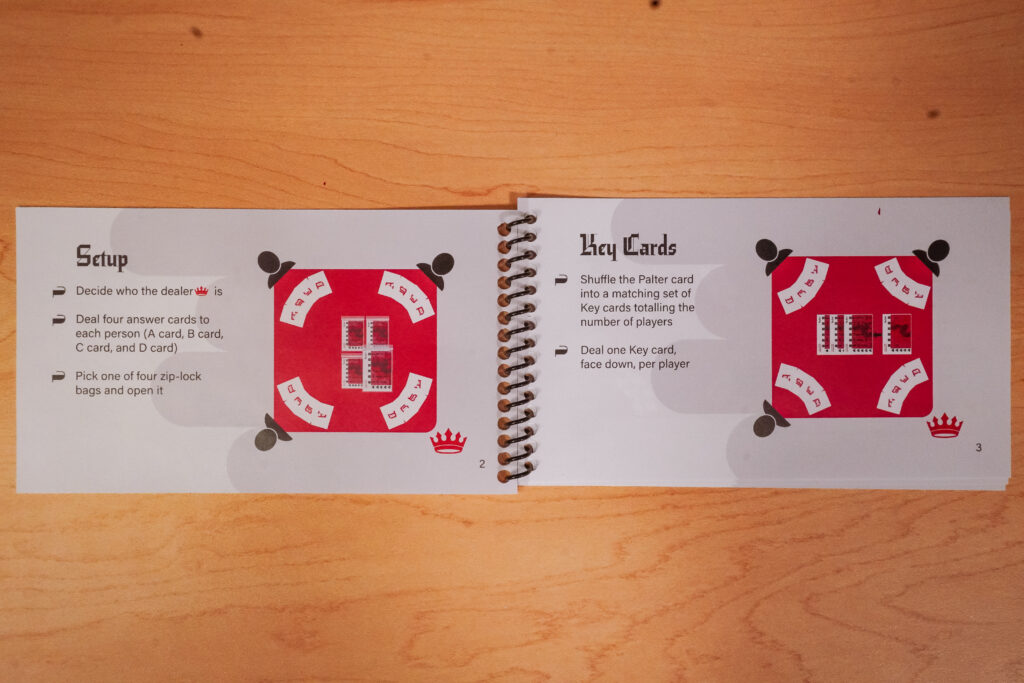 Setup
Decide who the dealer is
Deal four answer cards to
each person (A card, B card,
C card, and D card)
Pick one of four zip-lock
bags and open it
2
Key Cards
Shuffle the Palter card
into a matching set of
Key cards totalling the
number of players
Deal one Key card,
face down, per player
3